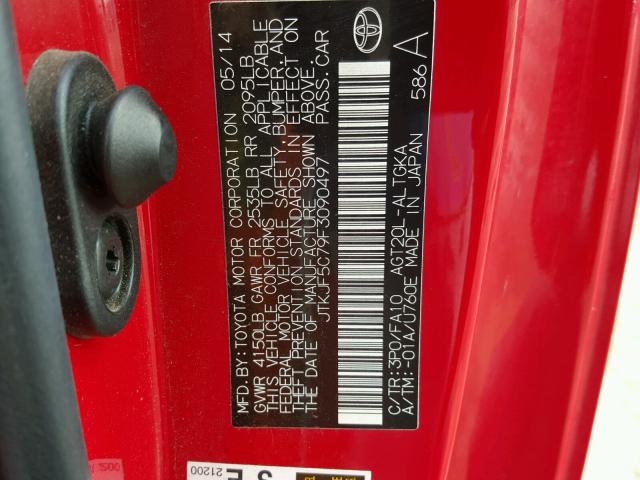 MFD. BY: TOYOTA MOTOR CORPORATION 05/14
GVWR 4150LB GAWR FR 2535LB RR 2095LB
THIS VEHICLE CONFORMS TO ALL APPLICABLE
FEDERAL MOTOR VEHICLE SAFETY, BUMPER, AND
THEFT PREVENTION STANDARDS IN EFFECT ON
THE DATE OF MANUFACTURE SHOWN ABOVE.
JTKJF5C79F3090497 PASS. CAR
C/TR: 3P0/FA10 AGT20L-ALTGKA
A/TM: -01A/U760E MADE IN JAPAN 586 A
21200